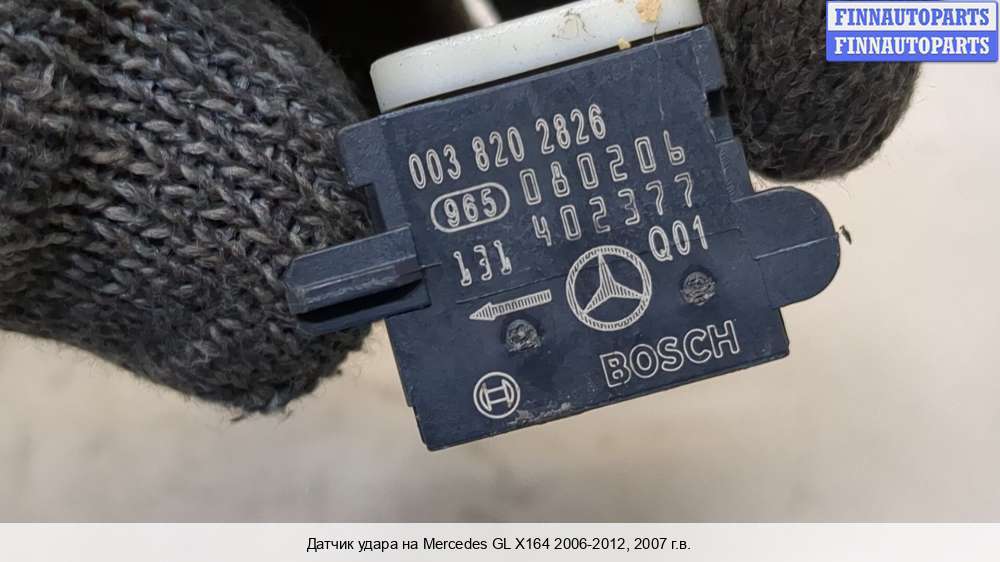 FINNAUTOPARTS
FINNAUTOPARTS
003 820 2826
965 080206
131 402377
Q01
BOSCH
Датчик удара на Mercedes GL X164 2006-2012, 2007 г.в.